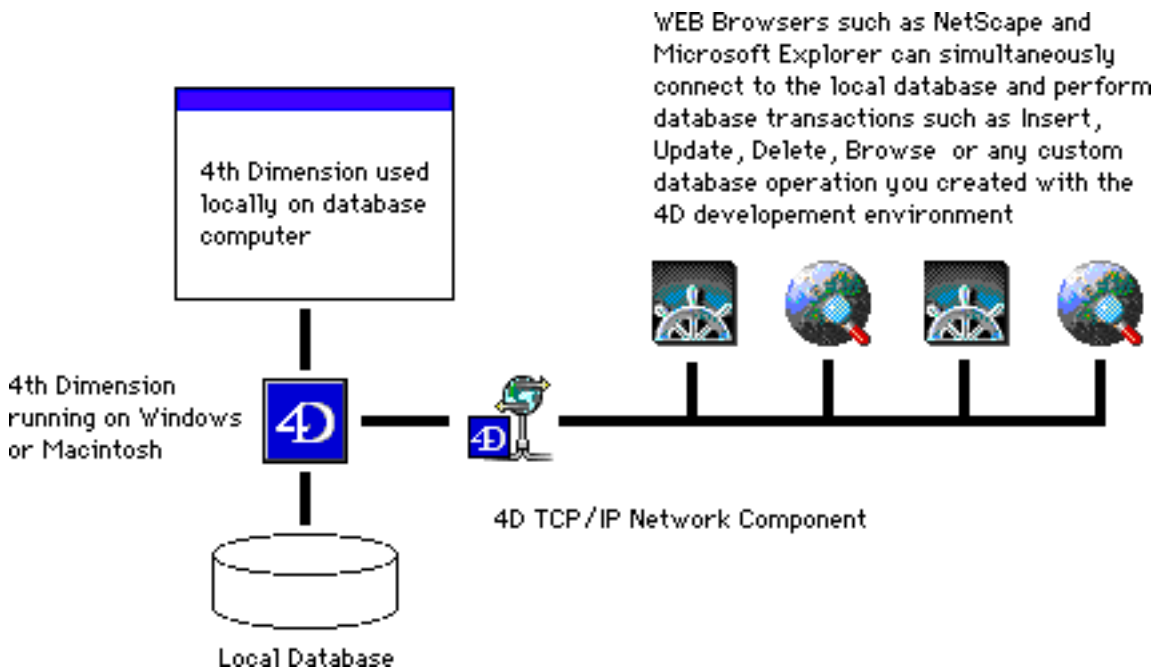 WEB Browsers such as NetScape and
Microsoft Explorer can simultaneously
connect to the local database and perform
database transactions such as Insert,
Update, Delete, Browse or any custom
database operation you created with the
4D developement environment
4th Dimension used
locally on database
computer
4th Dimension
running on Windows
or Macintosh
4D
4D
4D TCP/IP Network Component
Local Database